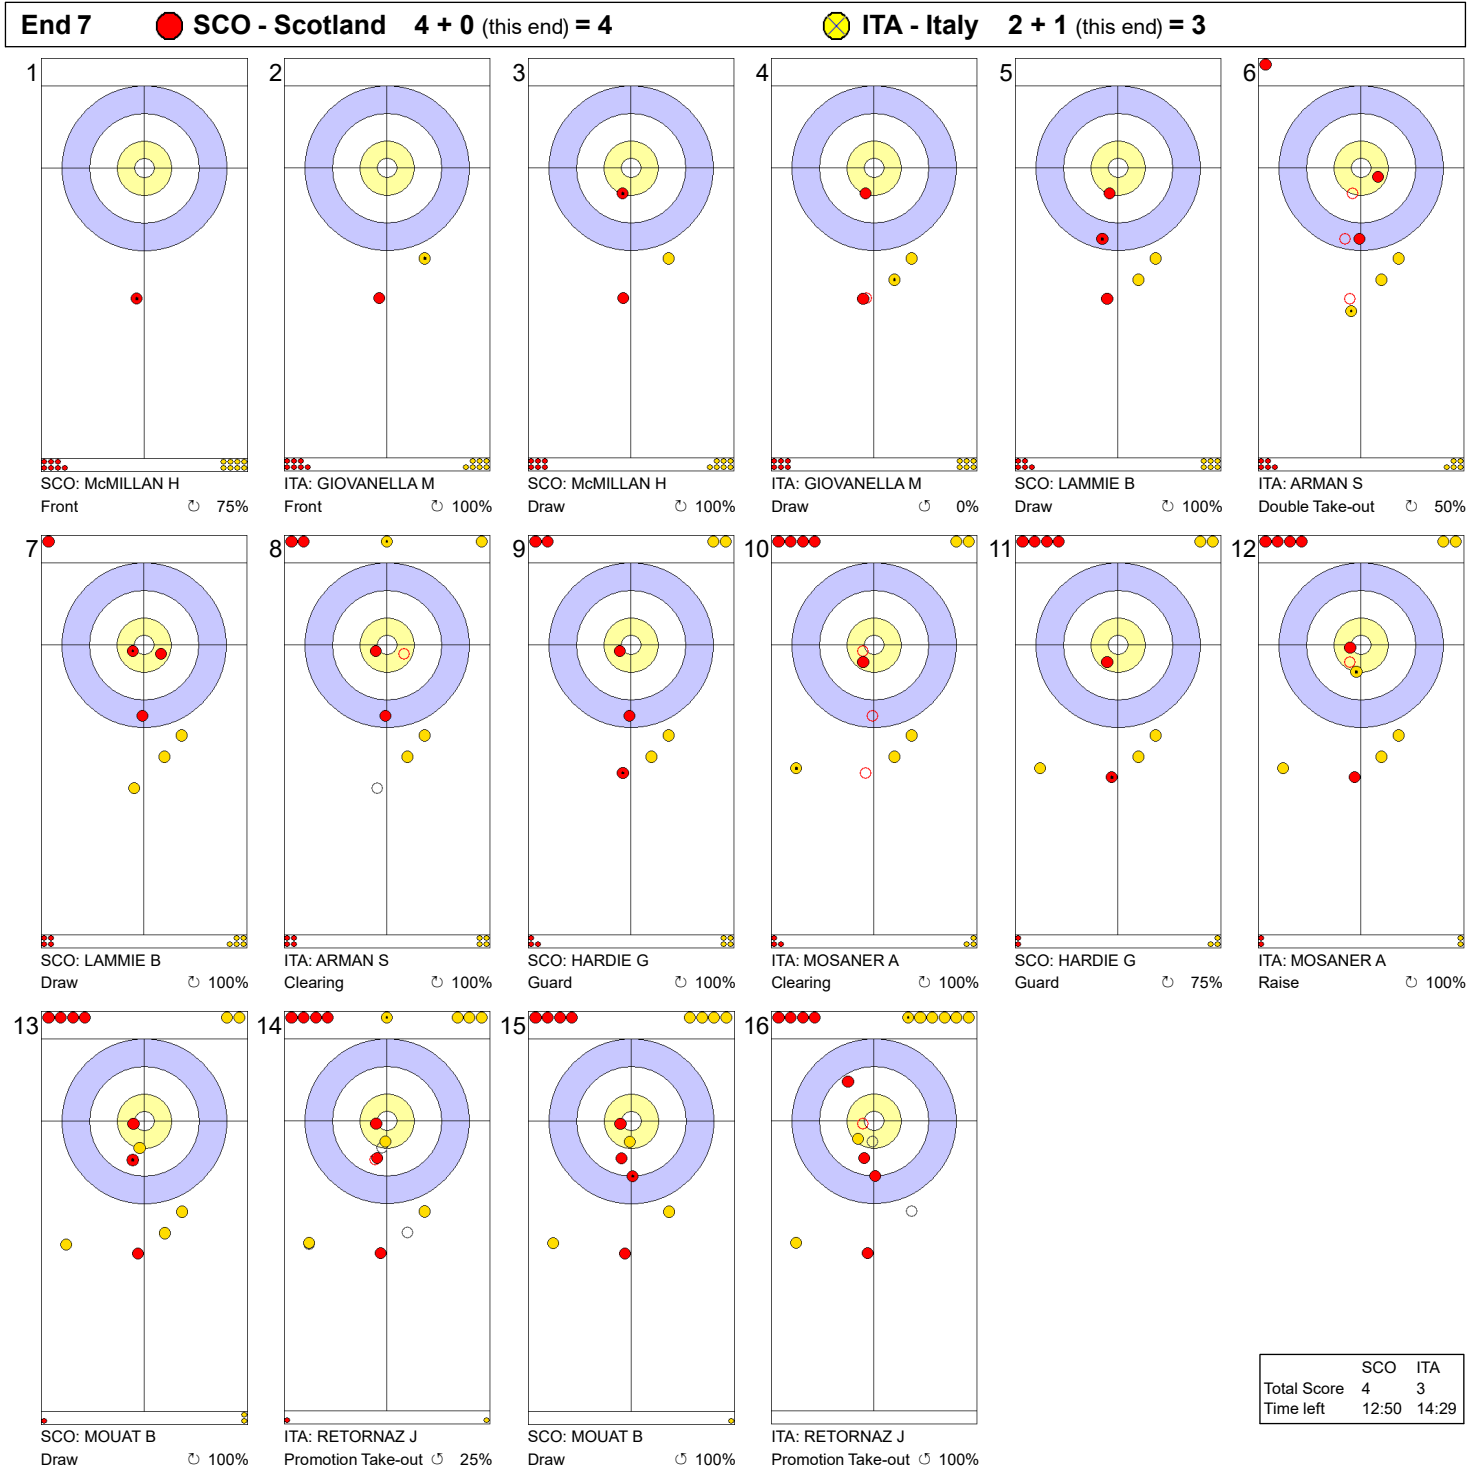 End 7 SCO - Scotland 4 + 0 (this end) = 4 ITA - Italy 2 + 1 (this end) = 3
1 2 3 4 5 6
SCO: McMILLAN H ITA: GIOVANELLA M SCO: McMILLAN H ITA: GIOVANELLA M SCO: LAMMIE B ITA: ARMAN S
Front ↻ 75% Front ↻ 100% Draw ↻ 100% Draw ↺ 0% Draw ↻ 100% Double Take-out ↻ 50%
7 8 9 10 11 12
SCO: LAMMIE B ITA: ARMAN S SCO: HARDIE G ITA: MOSANER A SCO: HARDIE G ITA: MOSANER A
Draw ↻ 100% Clearing ↻ 100% Guard ↻ 100% Clearing ↺ 100% Guard ↻ 75% Raise ↻ 100%
13 14 15 16
SCO: MOUAT B ITA: RETORNAZ J SCO: MOUAT B ITA: RETORNAZ J
Draw ↻ 100% Promotion Take-out ↺ 25% Draw ↺ 100% Promotion Take-out ↺ 100%
SCO ITA
Total Score 4 3
Time left 12:50 14:29